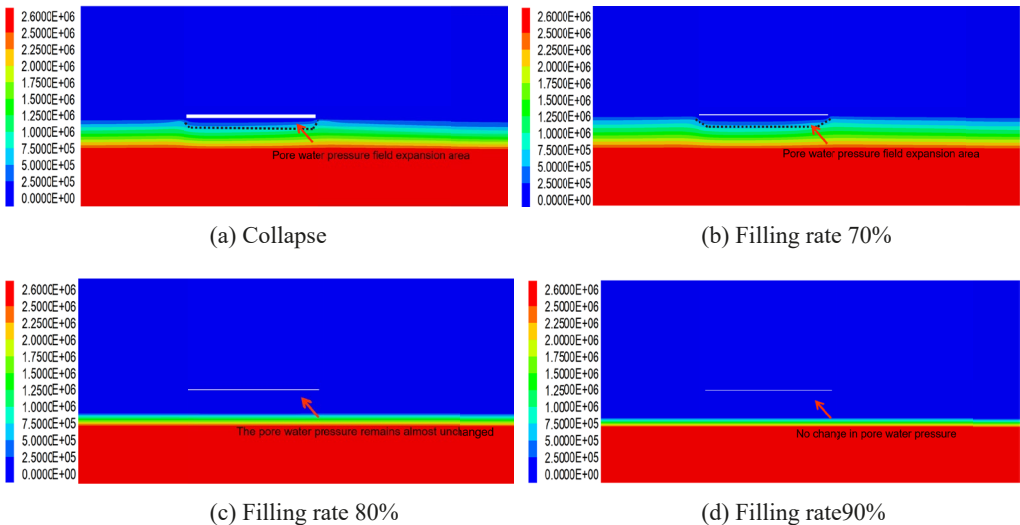 2.6000E+06
2.5000E+06
2.2500E+06
2.0000E+06
1.7500E+06
1.5000E+06
1.2500E+06
1.0000E+06
7.5000E+05
5.0000E+05
2.5000E+05
0.0000E+00
Pore water pressure field expansion area
(a) Collapse
2.6000E+06
2.5000E+06
2.2500E+06
2.0000E+06
1.7500E+06
1.5000E+06
1.2500E+06
1.0000E+06
7.5000E+05
5.0000E+05
2.5000E+05
0.0000E+00
Pore water pressure field expansion area
(b) Filling rate 70%
2.6000E+06
2.5000E+06
2.2500E+06
2.0000E+06
1.7500E+06
1.5000E+06
1.2500E+06
1.0000E+06
7.5000E+05
5.0000E+05
2.5000E+05
0.0000E+00
The pore water pressure remains almost unchanged
(c) Filling rate 80%
2.6000E+06
2.5000E+06
2.2500E+06
2.0000E+06
1.7500E+06
1.5000E+06
1.2500E+06
1.0000E+06
7.5000E+05
5.0000E+05
2.5000E+05
0.0000E+00
No change in pore water pressure
(d) Filling rate90%